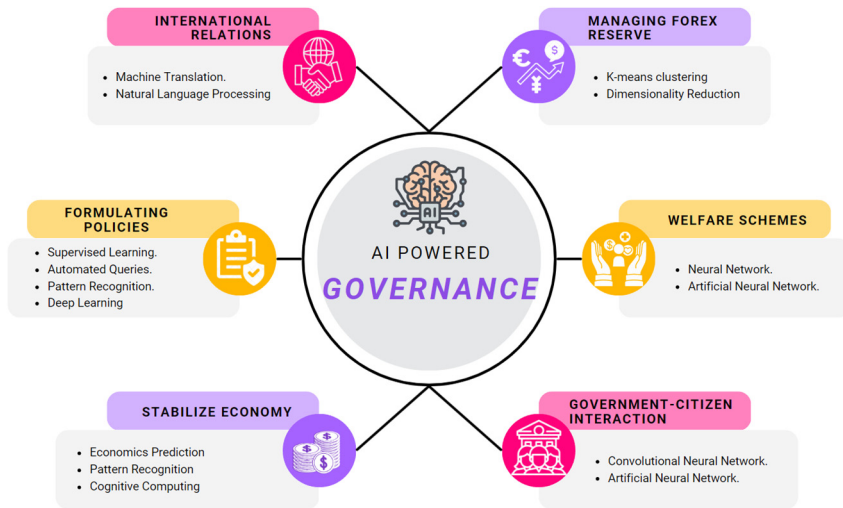 INTERNATIONAL
RELATIONS
Machine Translation.
Natural Language Processing
MANAGING FOREX
RESERVE
K-means clustering
Dimensionality Reduction
FORMULATING
POLICIES
Supervised Learning.
Automated Queries.
Pattern Recognition.
Deep Learning
AI
AI POWERED
GOVERNANCE
WELFARE SCHEMES
Neural Network.
Artificial Neural Network.
STABILIZE ECONOMY
Economics Prediction
Pattern Recognition
Cognitive Computing
GOVERNMENT-CITIZEN
INTERACTION
Convolutional Neural Network.
Artificial Neural Network.